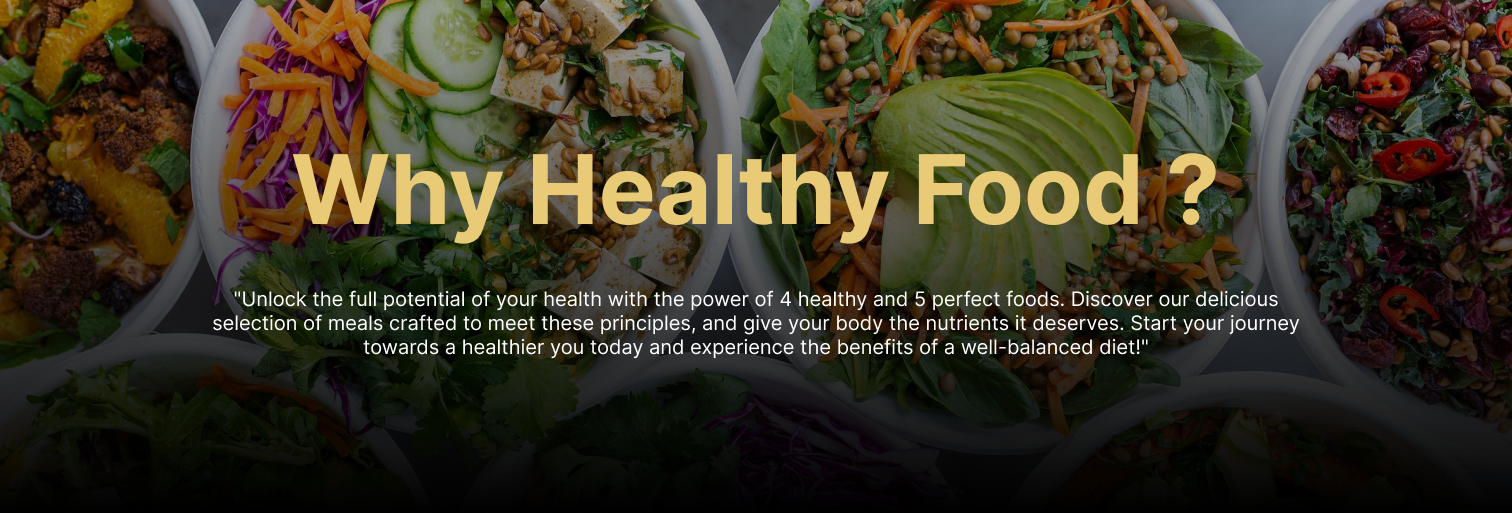 Why Healthy Food ?
"Unlock the full potential of your health with the power of 4 healthy and 5 perfect foods. Discover our delicious
selection of meals crafted to meet these principles, and give your body the nutrients it deserves. Start your journey
towards a healthier you today and experience the benefits of a well-balanced diet!"